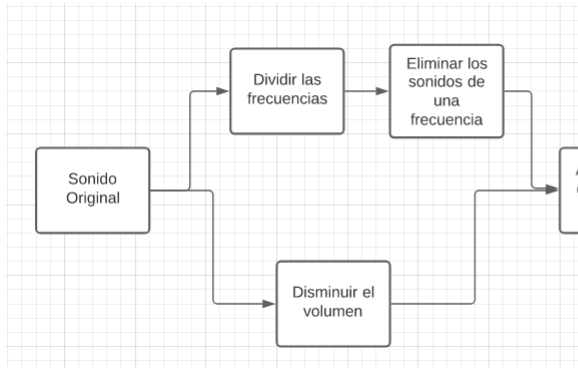 Dividir las
frecuencias
Eliminar los
sonidos de
una
frecuencia
Sonido
Original
Disminuir el
volumen